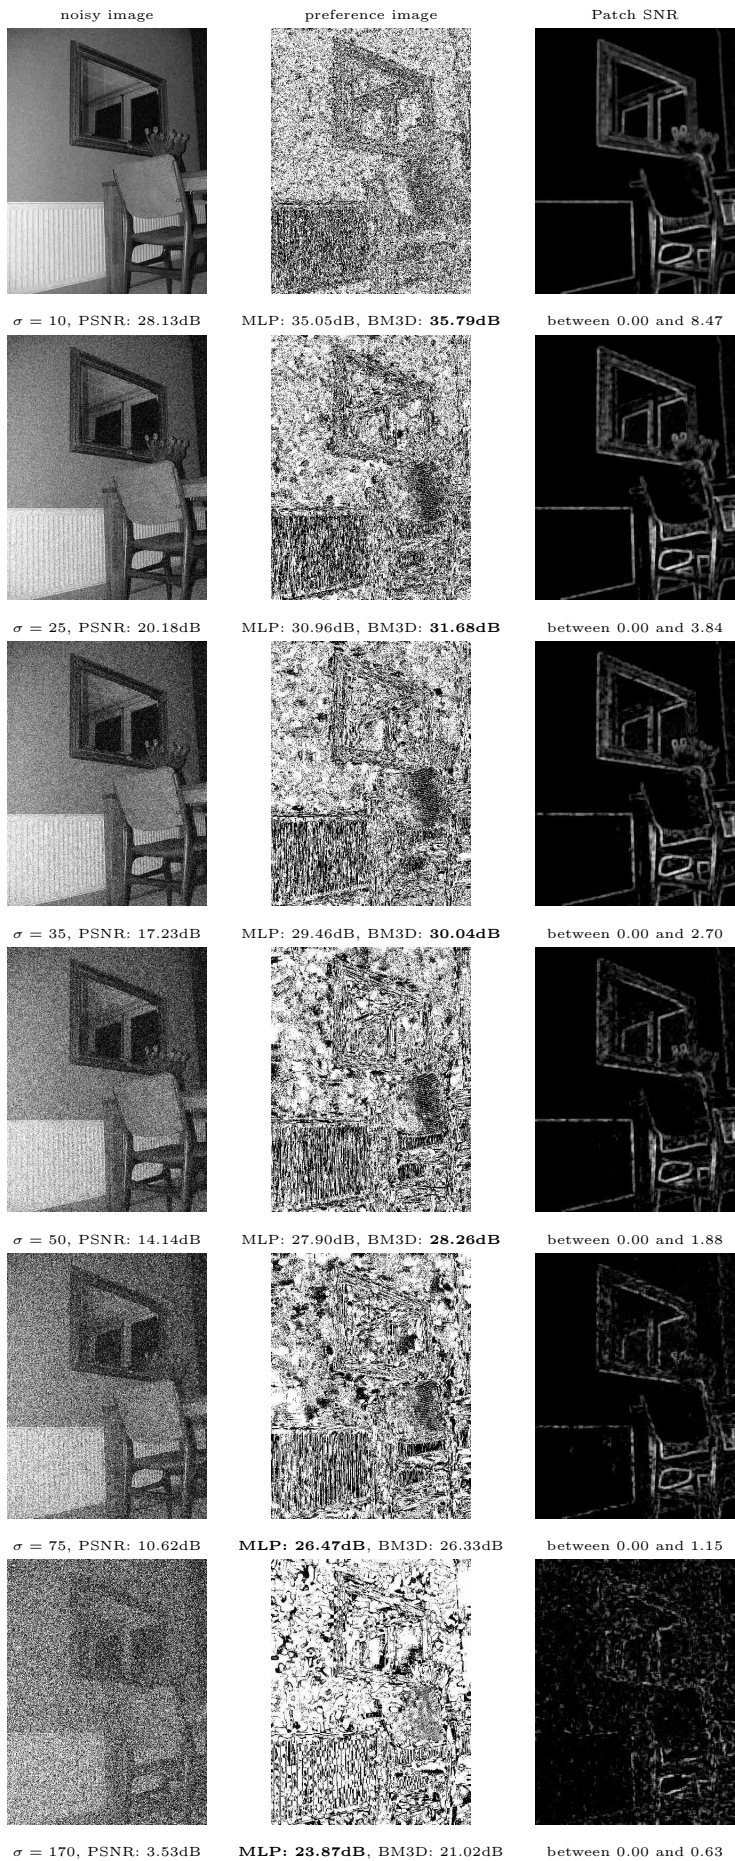 noisy image preference image Patch SNR
σ = 10, PSNR: 28.13dB MLP: 35.05dB, BM3D: 35.79dB between 0.00 and 8.47
σ = 25, PSNR: 20.18dB MLP: 30.96dB, BM3D: 31.68dB between 0.00 and 3.84
σ = 35, PSNR: 17.23dB MLP: 29.46dB, BM3D: 30.04dB between 0.00 and 2.70
σ = 50, PSNR: 14.14dB MLP: 27.90dB, BM3D: 28.26dB between 0.00 and 1.88
σ = 75, PSNR: 10.62dB MLP: 26.47dB, BM3D: 26.33dB between 0.00 and 1.15
σ = 170, PSNR: 3.53dB MLP: 23.87dB, BM3D: 21.02dB between 0.00 and 0.63